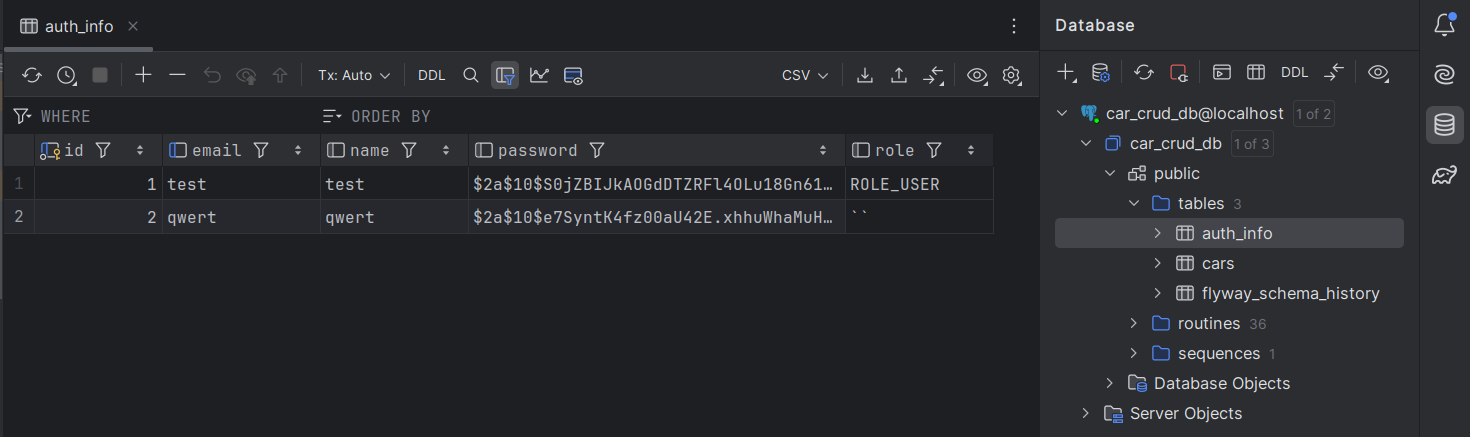 auth_info
Tx: Auto
DDL
CSV
WHERE
ORDER BY
id email name password role
1 1 test test $2a$10$S0jZBIJkAOGdDTZRFl4OLu18Gn61... ROLE_USER
2 2 qwert qwert $2a$10$e7SyntK4fz00aU42E.xhhuWhaMuH... ``
Database
DDL
car_crud_db@localhost 1 of 2
car_crud_db 1 of 3
public
tables 3
auth_info
cars
flyway_schema_history
routines 36
sequences 1
Database Objects
Server Objects